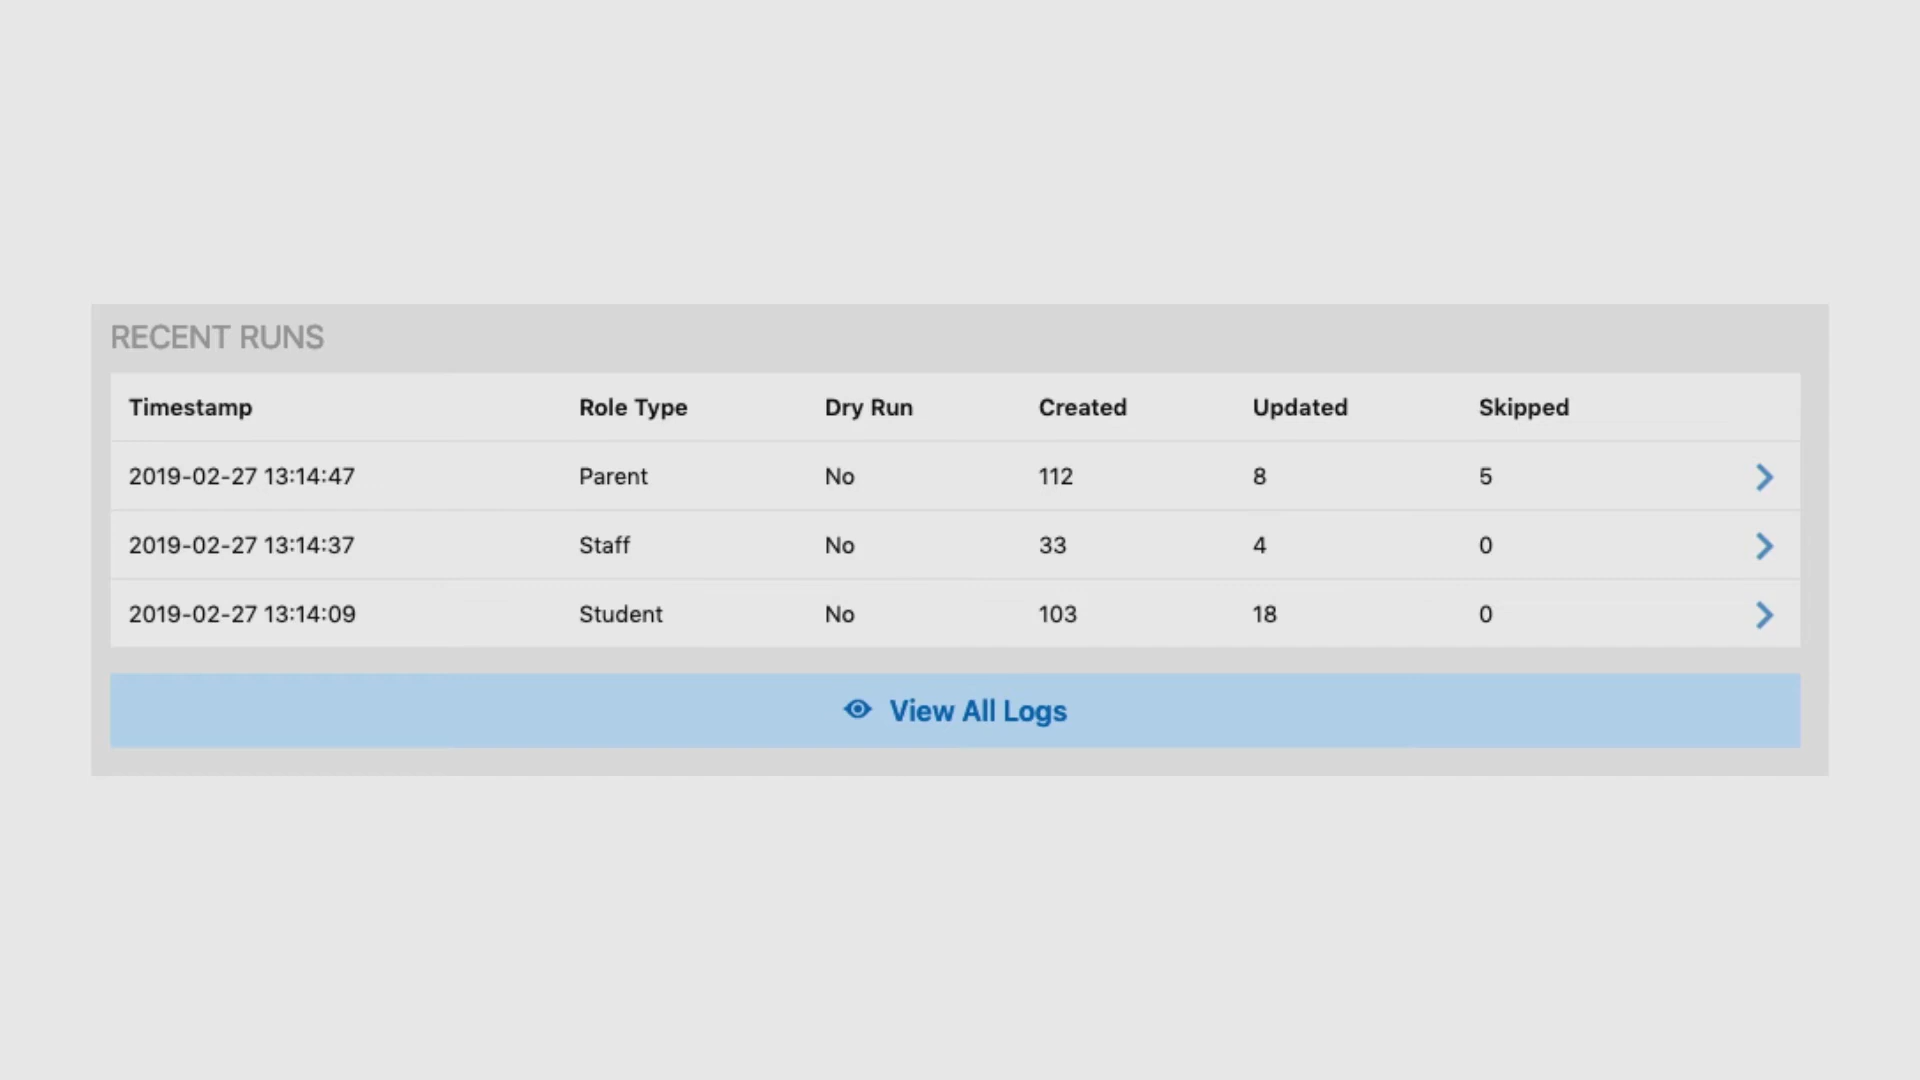 RECENT RUNS
Timestamp Role Type Dry Run Created Updated Skipped
2019-02-27 13:14:47 Parent No 112 8 5
2019-02-27 13:14:37 Staff No 33 4 0
2019-02-27 13:14:09 Student No 103 18 0
View All Logs